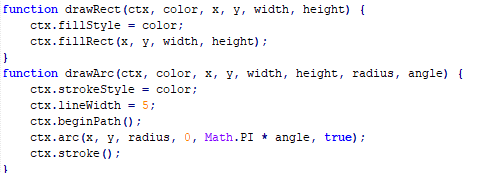 function drawRect(ctx, color, x, y, width, height) {
    ctx.fillStyle = color;
    ctx.fillRect(x, y, width, height);
}
function drawArc(ctx, color, x, y, width, height, radius, angle) {
    ctx.strokeStyle = color;
    ctx.lineWidth = 5;
    ctx.beginPath();
    ctx.arc(x, y, radius, 0, Math.PI * angle, true);
    ctx.stroke();
}